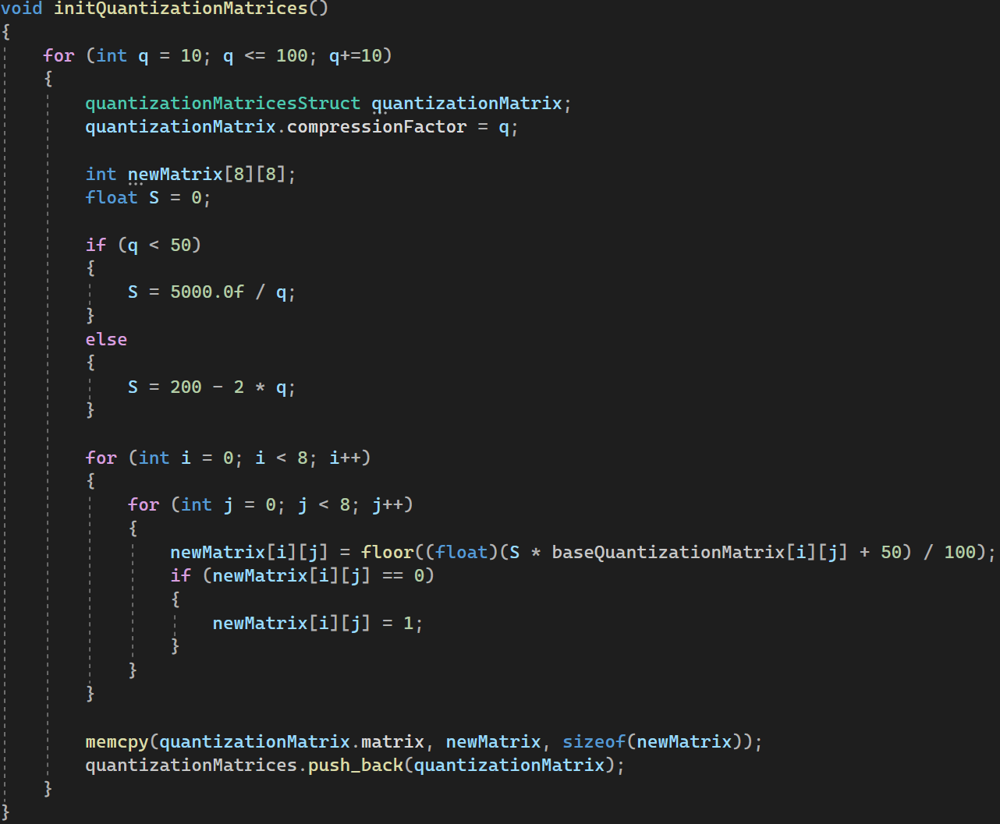 void initQuantizationMatrices()
{
    for (int q = 10; q <= 100; q+=10)
    {
        quantizationMatricesStruct quantizationMatrix;
        quantizationMatrix.compressionFactor = q;

        int newMatrix[8][8];
        float S = 0;

        if (q < 50)
        {
            S = 5000.0f / q;
        }
        else
        {
            S = 200 - 2 * q;
        }

        for (int i = 0; i < 8; i++)
        {
            for (int j = 0; j < 8; j++)
            {
                newMatrix[i][j] = floor((float)(S * baseQuantizationMatrix[i][j] + 50) / 100);
                if (newMatrix[i][j] == 0)
                {
                    newMatrix[i][j] = 1;
                }
            }
        }

        memcpy(quantizationMatrix.matrix, newMatrix, sizeof(newMatrix));
        quantizationMatrices.push_back(quantizationMatrix);
    }
}